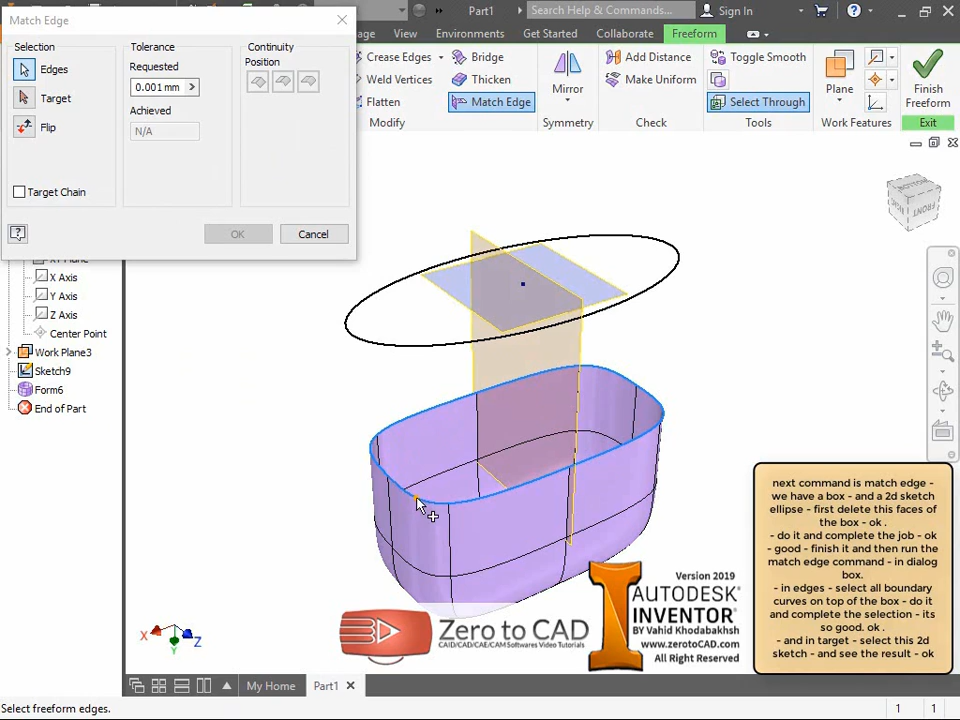 Match Edge
Part1
Search Help & Commands...
Sign In
View
Environments
Get Started
Collaborate
Freeform
Selection
Edges
Target
Flip
Target Chain
Tolerance
Requested
0.001 mm
Achieved
N/A
Continuity
Position
OK
Cancel
Crease Edges
Weld Vertices
Flatten
Bridge
Thicken
Match Edge
Modify
Mirror
Symmetry
Add Distance
Make Uniform
Check
Toggle Smooth
Select Through
Tools
Plane
Work Features
Finish
Freeform
Exit
BOTTOM
FRONT
X Axis
Y Axis
Z Axis
Center Point
Work Plane3
Sketch9
Form6
End of Part
next command is match edge -
we have a box - and a 2d sketch
ellipse - first delete this faces of
the box - ok .
- do it and complete the job - ok
- good - finish it and then run the
match edge command - in dialog
box.
- in edges - select all boundary
curves on top of the box - do it
and complete the selection - its
so good. ok .
- and in target - select this 2d
sketch - and see the result - ok
Zero to CAD
CAID/CAD/CAE/CAM Softwares Video Tutorials
Version 2019
AUTODESK
INVENTOR
BY Vahid Khodabakhsh
www.zerotoCAD.com
All Right Reserved
X
Y
Z
My Home
Part1
Select freeform edges.
1
1